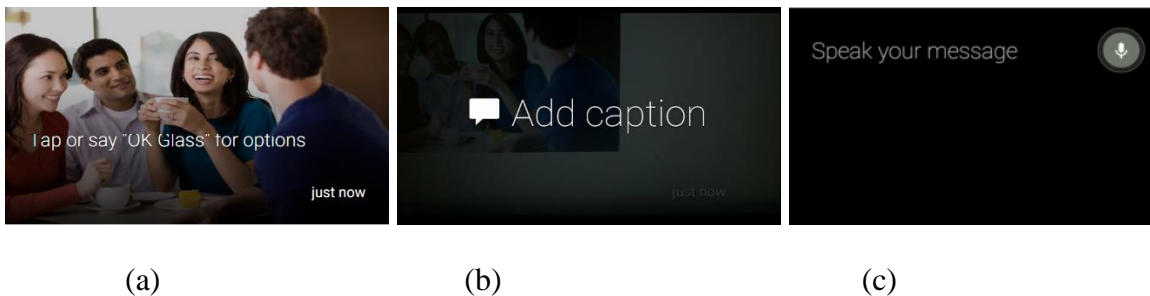 Tap or say "OK Glass" for options
just now
Add caption
just now
Speak your message
(a) (b) (c)